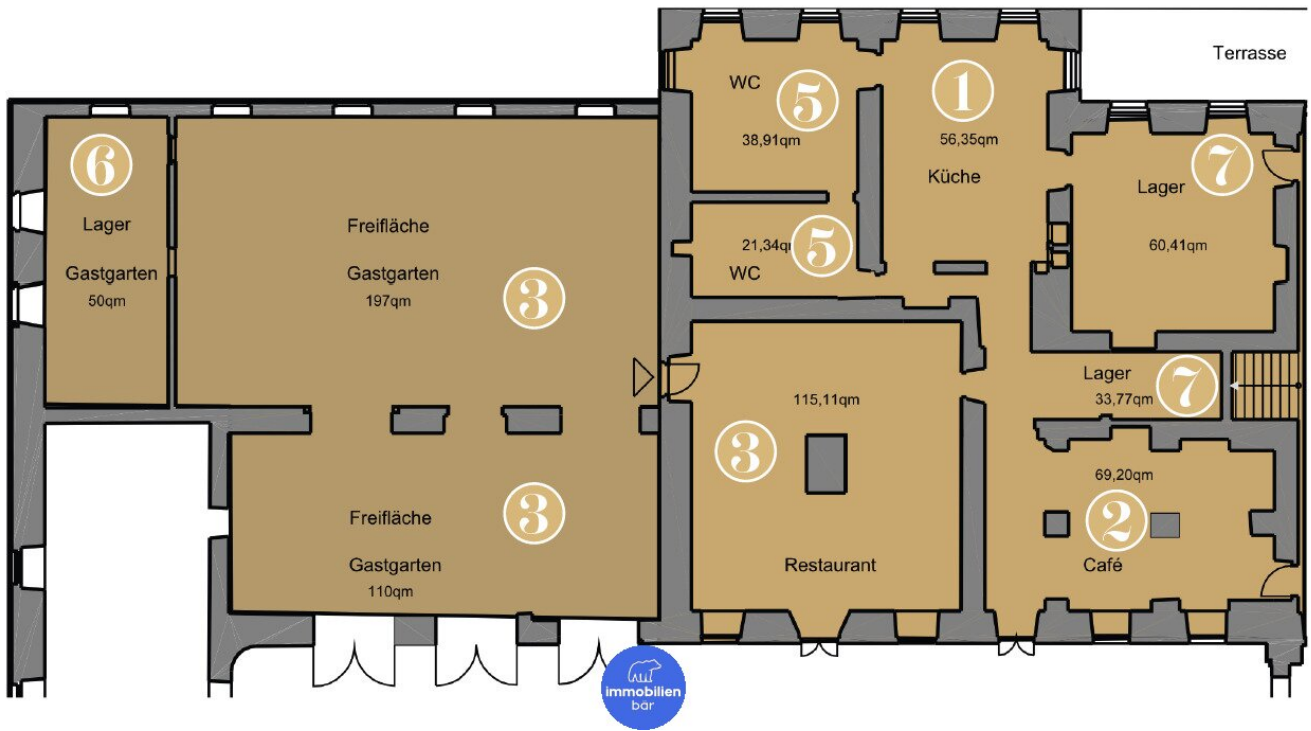 Terrasse
WC
5
38,91qm
1
56,35qm
Küche
7
Lager
60,41qm
6
Lager
Gastgarten
50qm
Freifläche
Gastgarten
197qm
3
21,34q
5
WC
115,11qm
3
Restaurant
Lager
33,77qm
7
69,20qm
2
Café
Freifläche
3
Gastgarten
110qm
immobilien
bär